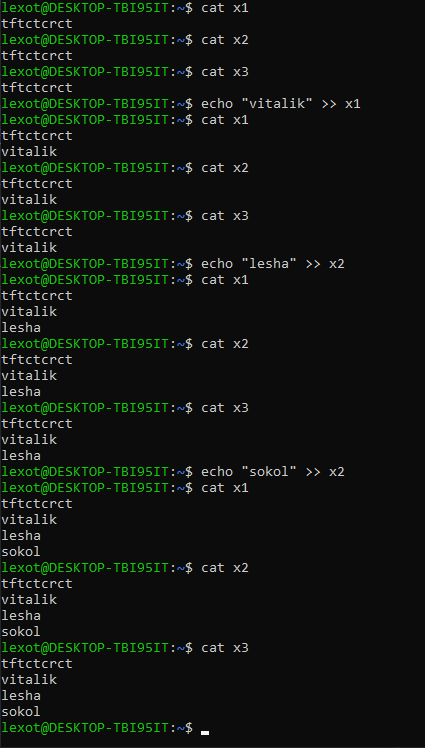 lexot@DESKTOP-TBI95IT:~$ cat x1
tftctcrct
lexot@DESKTOP-TBI95IT:~$ cat x2
tftctcrct
lexot@DESKTOP-TBI95IT:~$ cat x3
tftctcrct
lexot@DESKTOP-TBI95IT:~$ echo "vitalik" >> x1
lexot@DESKTOP-TBI95IT:~$ cat x1
tftctcrct
vitalik
lexot@DESKTOP-TBI95IT:~$ cat x2
tftctcrct
vitalik
lexot@DESKTOP-TBI95IT:~$ cat x3
tftctcrct
vitalik
lexot@DESKTOP-TBI95IT:~$ echo "lesha" >> x2
lexot@DESKTOP-TBI95IT:~$ cat x1
tftctcrct
vitalik
lesha
lexot@DESKTOP-TBI95IT:~$ cat x2
tftctcrct
vitalik
lesha
lexot@DESKTOP-TBI95IT:~$ cat x3
tftctcrct
vitalik
lesha
lexot@DESKTOP-TBI95IT:~$ echo "sokol" >> x2
lexot@DESKTOP-TBI95IT:~$ cat x1
tftctcrct
vitalik
lesha
sokol
lexot@DESKTOP-TBI95IT:~$ cat x2
tftctcrct
vitalik
lesha
sokol
lexot@DESKTOP-TBI95IT:~$ cat x3
tftctcrct
vitalik
lesha
sokol
lexot@DESKTOP-TBI95IT:~$